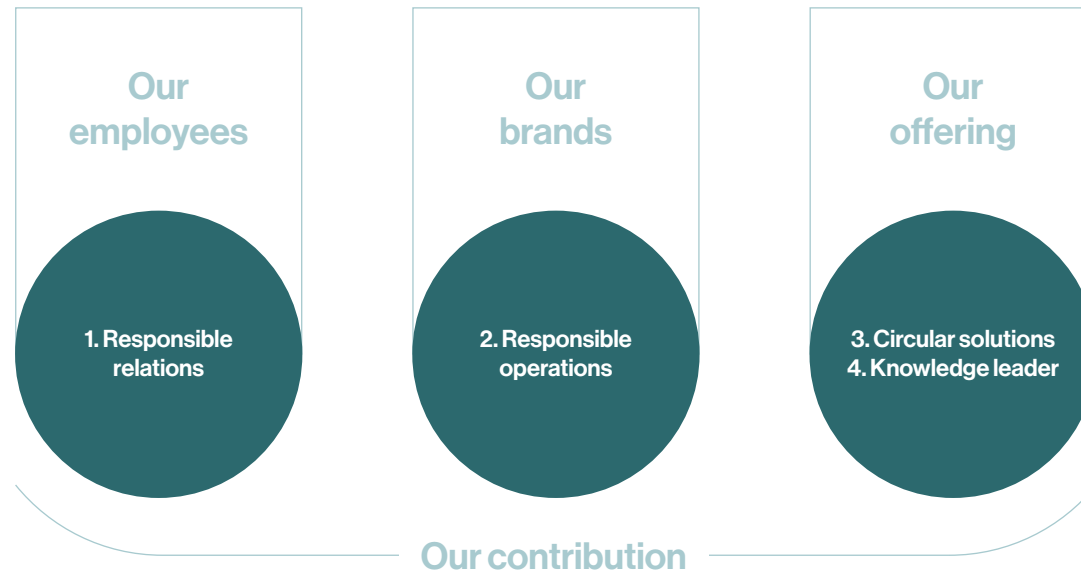 Our
employees
Our
brands
Our
offering
1. Responsible
relations
2. Responsible
operations
3. Circular solutions
4. Knowledge leader
Our contribution